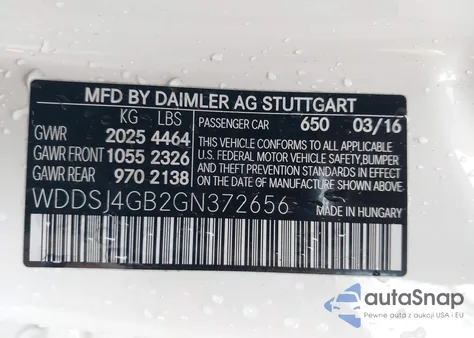 MFD BY DAIMLER AG STUTTGART
KG LBS
GVWR 2025 4464
GAWR FRONT 1055 2326
GAWR REAR 970 2138
PASSENGER CAR 650 03/16
THIS VEHICLE CONFORMS TO ALL APPLICABLE
U.S. FEDERAL MOTOR VEHICLE SAFETY,BUMPER
AND THEFT PREVENTION STANDARDS IN EFFECT
ON THE DATE OF MANUFACTURE SHOWN ABOVE.
WDDSJ4GB2GN372656
MADE IN HUNGARY
autoSnap
Pewne auta z aukcji USA i EU